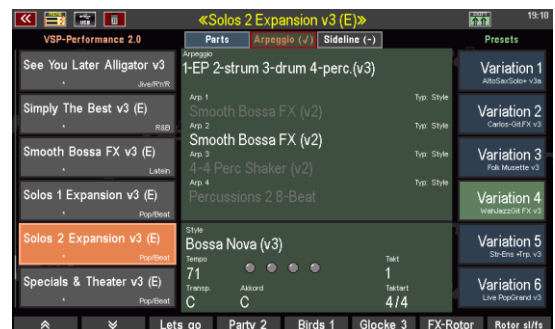 «Solos 2 Expansion v3 (E)»
19:10
VSP-Performance 2.0
Parts
Arpeggio (√)
Sideline (–)
Presets
See You Later Alligator v3
Jive/R'n'R
Simply The Best v3 (E)
R&B
Smooth Bossa FX v3 (E)
Latein
Solos 1 Expansion v3 (E)
Pop/Beat
Solos 2 Expansion v3 (E)
Pop/Beat
Specials & Theater v3 (E)
Pop/Beat
Arpeggio
1-EP 2-strum 3-drum 4-perc.(v3)
Arp. 1
Typ: Style
Smooth Bossa FX (v2)
Arp. 2
Typ: Style
Smooth Bossa FX (v2)
Arp. 3
Typ: Style
4-4 Perc Shaker (v2)
Arp. 4
Typ: Style
Percussions 2 8-Beat
Style
Bossa Nova (v3)
Tempo
Takt
71
1
Transp.
Akkord
Taktart
C
C
4/4
Variation 1
AltoSaxSolo+ v3a
Variation 2
Carlos-Git.FX v3
Variation 3
Folk Musette v3
Variation 4
WahJazzGit FX v3
Variation 5
Str-Ens +Trp. v3
Variation 6
Live PopGrand v3
Lets go
Party 2
Birds 1
Glocke 3
FX-Rotor
Rotor sl/fs